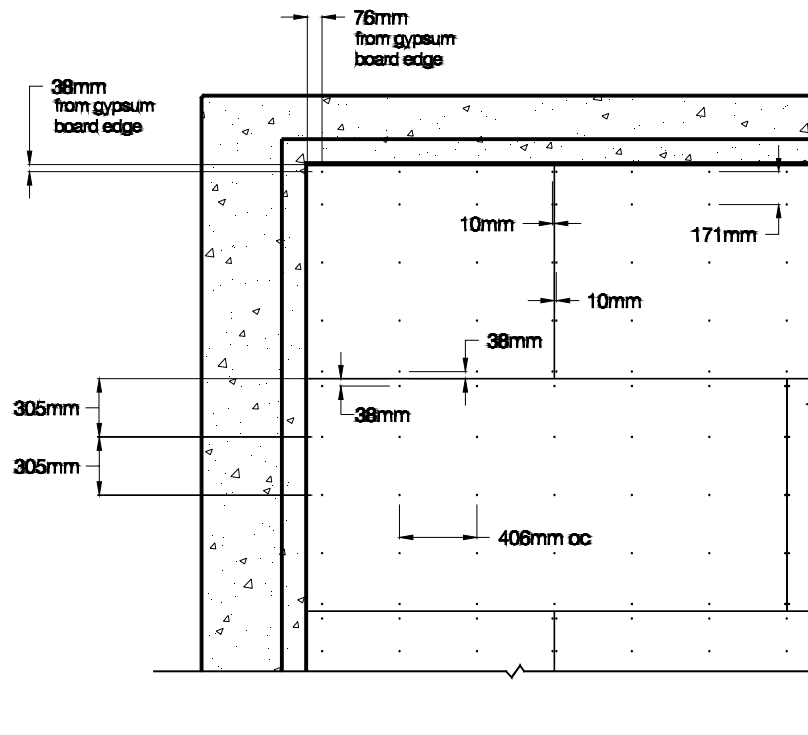 76mm
from gypsum
board edge
38mm
from gypsum
board edge
10mm
171mm
10mm
38mm
305mm
38mm
305mm
406mm oc